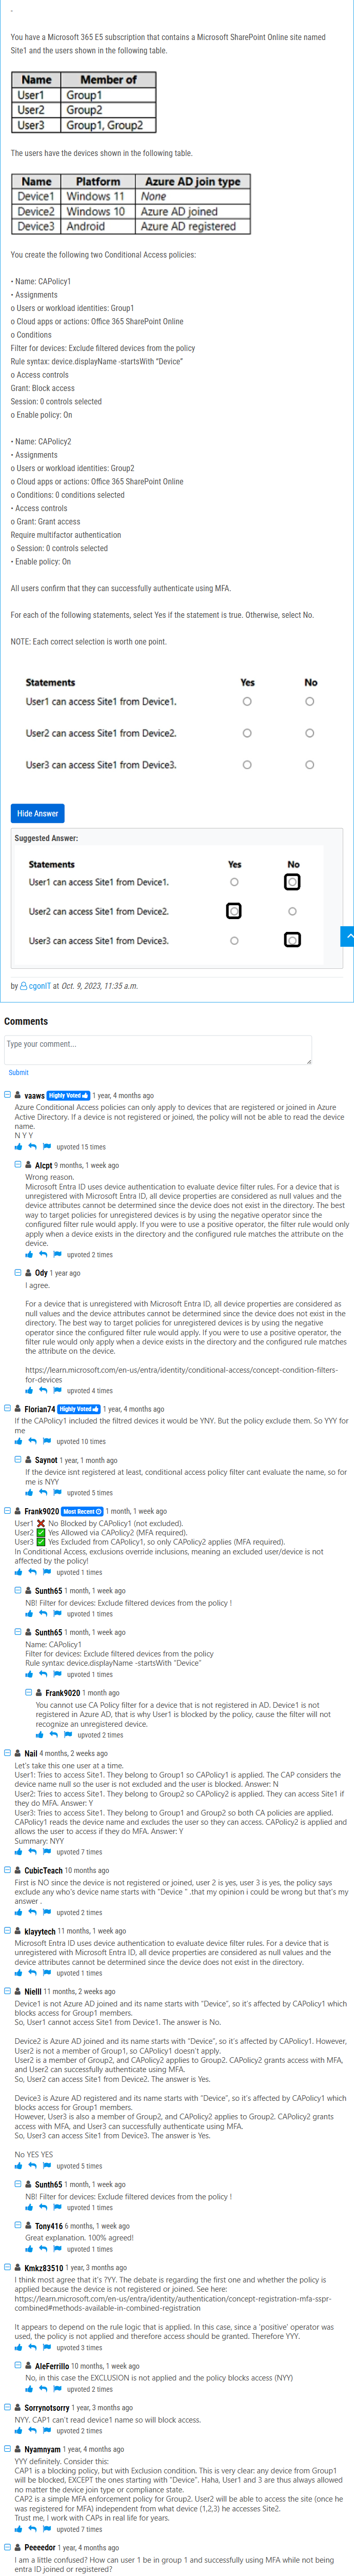 You have a Microsoft 365 E5 subscription that contains a Microsoft SharePoint Online site named
Site1 and the users shown in the following table.
Name Member of
User1 Group1
User2 Group2
User3 Group1, Group2
The users have the devices shown in the following table.
Name Platform Azure AD join type
Device1 Windows 11 None
Device2 Windows 10 Azure AD joined
Device3 Android Azure AD registered
You create the following two Conditional Access policies:
• Name: CAPolicy1
• Assignments
o Users or workload identities: Group1
o Cloud apps or actions: Office 365 SharePoint Online
o Conditions
Filter for devices: Exclude filtered devices from the policy
Rule syntax: device.displayName -startsWith "Device"
o Access controls
Grant: Block access
Session: 0 controls selected
o Enable policy: On
• Name: CAPolicy2
• Assignments
o Users or workload identities: Group2
o Cloud apps or actions: Office 365 SharePoint Online
o Conditions: 0 conditions selected
• Access controls
o Grant: Grant access
Require multifactor authentication
o Session: 0 controls selected
• Enable policy: On
All users confirm that they can successfully authenticate using MFA.
For each of the following statements, select Yes if the statement is true. Otherwise, select No.
NOTE: Each correct selection is worth one point.
Statements Yes No
User1 can access Site1 from Device1.
User2 can access Site1 from Device2.
User3 can access Site1 from Device3.
Hide Answer
Suggested Answer:
Statements Yes No
User1 can access Site1 from Device1.
User2 can access Site1 from Device2.
User3 can access Site1 from Device3.
by cgonIT at Oct. 9, 2023, 11:35 a.m.
Comments
Type your comment...
Submit
vaaws Highly Voted 1 year, 4 months ago
Azure Conditional Access policies can only apply to devices that are registered or joined in Azure
Active Directory. If a device is not registered or joined, the policy will not be able to read the device
name.
N Y Y
upvoted 15 times
Alcpt 9 months, 1 week ago
Wrong reason.
Microsoft Entra ID uses device authentication to evaluate device filter rules. For a device that is
unregistered with Microsoft Entra ID, all device properties are considered as null values and the
device attributes cannot be determined since the device does not exist in the directory. The best
way to target policies for unregistered devices is by using the negative operator since the
configured filter rule would apply. If you were to use a positive operator, the filter rule would only
apply when a device exists in the directory and the configured rule matches the attribute on the
device.
upvoted 2 times
Ody 1 year ago
I agree.
For a device that is unregistered with Microsoft Entra ID, all device properties are considered as
null values and the device attributes cannot be determined since the device does not exist in the
directory. The best way to target policies for unregistered devices is by using the negative
operator since the configured filter rule would apply. If you were to use a positive operator, the
filter rule would only apply when a device exists in the directory and the configured rule matches
the attribute on the device.
https://learn.microsoft.com/en-us/entra/identity/conditional-access/concept-condition-filters-
for-devices
upvoted 4 times
Florian74 Highly Voted 1 year, 4 months ago
If the CAPolicy1 included the filtred devices it would be YNY. But the policy exclude them. So YYY for
me
upvoted 10 times
Saynot 1 year, 1 month ago
If the device isnt registered at least, conditional access policy filter cant evaluate the name, so for
me is NYY
upvoted 5 times
Frank9020 Most Recent 1 month, 1 week ago
User1 ❌ No Blocked by CAPolicy1 (not excluded).
User2 ✅ Yes Allowed via CAPolicy2 (MFA required).
User3 ✅ Yes Excluded from CAPolicy1, so only CAPolicy2 applies (MFA required).
In Conditional Access, exclusions override inclusions, meaning an excluded user/device is not
affected by the policy!
upvoted 1 times
Sunth65 1 month, 1 week ago
NB! Filter for devices: Exclude filtered devices from the policy !
upvoted 1 times
Sunth65 1 month, 1 week ago
Name: CAPolicy1
Filter for devices: Exclude filtered devices from the policy
Rule syntax: device.displayName -startsWith "Device"
upvoted 1 times
Frank9020 1 month ago
You cannot use CA Policy filter for a device that is not registered in AD. Device1 is not
registered in Azure AD, that is why User1 is blocked by the policy, cause the filter will not
recognize an unregistered device.
upvoted 2 times
Nail 4 months, 2 weeks ago
Let's take this one user at a time.
User1: Tries to access Site1. They belong to Group1 so CAPolicy1 is applied. The CAP considers the
device name null so the user is not excluded and the user is blocked. Answer: N
User2: Tries to access Site1. They belong to Group2 so CAPolicy2 is applied. They can access Site1 if
they do MFA. Answer: Y
User3: Tries to access Site1. They belong to Group1 and Group2 so both CA policies are applied.
CAPolicy1 reads the device name and excludes the user so they can access. CAPolicy2 is applied and
allows the user to access if they do MFA. Answer: Y
Summary: NYY
upvoted 7 times
CubicTeach 10 months ago
First is NO since the device is not registered or joined, user 2 is yes, user 3 is yes, the policy says
exclude any who's device name starts with "Device " .that my opinion i could be wrong but that's my
answer .
upvoted 2 times
klayytech 11 months, 1 week ago
Microsoft Entra ID uses device authentication to evaluate device filter rules. For a device that is
unregistered with Microsoft Entra ID, all device properties are considered as null values and the
device attributes cannot be determined since the device does not exist in the directory.
upvoted 1 times
Nielll 11 months, 2 weeks ago
Device1 is not Azure AD joined and its name starts with "Device", so it's affected by CAPolicy1 which
blocks access for Group1 members.
So, User1 cannot access Site1 from Device1. The answer is No.
Device2 is Azure AD joined and its name starts with "Device", so it's affected by CAPolicy1. However,
User2 is not a member of Group1, so CAPolicy1 doesn't apply.
User2 is a member of Group2, and CAPolicy2 applies to Group2. CAPolicy2 grants access with MFA,
and User2 can successfully authenticate using MFA.
So, User2 can access Site1 from Device2. The answer is Yes.
Device3 is Azure AD registered and its name starts with "Device", so it's affected by CAPolicy1 which
blocks access for Group1 members.
However, User3 is also a member of Group2, and CAPolicy2 applies to Group2. CAPolicy2 grants
access with MFA, and User3 can successfully authenticate using MFA.
So, User3 can access Site1 from Device3. The answer is Yes.
No YES YES
upvoted 5 times
Sunth65 1 month, 1 week ago
NB! Filter for devices: Exclude filtered devices from the policy !
upvoted 1 times
Tony416 6 months, 1 week ago
Great explanation. 100% agreed!
upvoted 1 times
Kmkz83510 1 year, 3 months ago
I think most agree that it's ?YY. The debate is regarding the first one and whether the policy is
applied because the device is not registered or joined. See here:
https://learn.microsoft.com/en-us/entra/identity/authentication/concept-registration-mfa-sspr-
combined#methods-available-in-combined-registration
It appears to depend on the rule logic that is applied. In this case, since a 'positive' operator was
used, the policy is not applied and therefore access should be granted. Therefore YYY.
upvoted 3 times
AleFerrillo 10 months, 1 week ago
No, in this case the EXCLUSION is not applied and the policy blocks access (NYY)
upvoted 2 times
Sorrynotsorry 1 year, 3 months ago
NYY. CAP1 can't read device1 name so will block access.
upvoted 2 times
Nyamnyam 1 year, 4 months ago
YYY definitely. Consider this:
CAP1 is a blocking policy, but with Exclusion condition. This is very clear: any device from Group1
will be blocked, EXCEPT the ones starting with "Device". Haha, User1 and 3 are thus always allowed
no matter the device join type or compliance state.
CAP2 is a simple MFA enforcement policy for Group2. User2 will be able to access the site (once he
was registered for MFA) independent from what device (1,2,3) he accesses Site2.
Trust me, I work with CAPs in real life for years.
upvoted 7 times
Peeeedor 1 year, 4 months ago
I am a little confused? How can user 1 be in group 1 and successfully using MFA while not being
entra ID joined or registered?